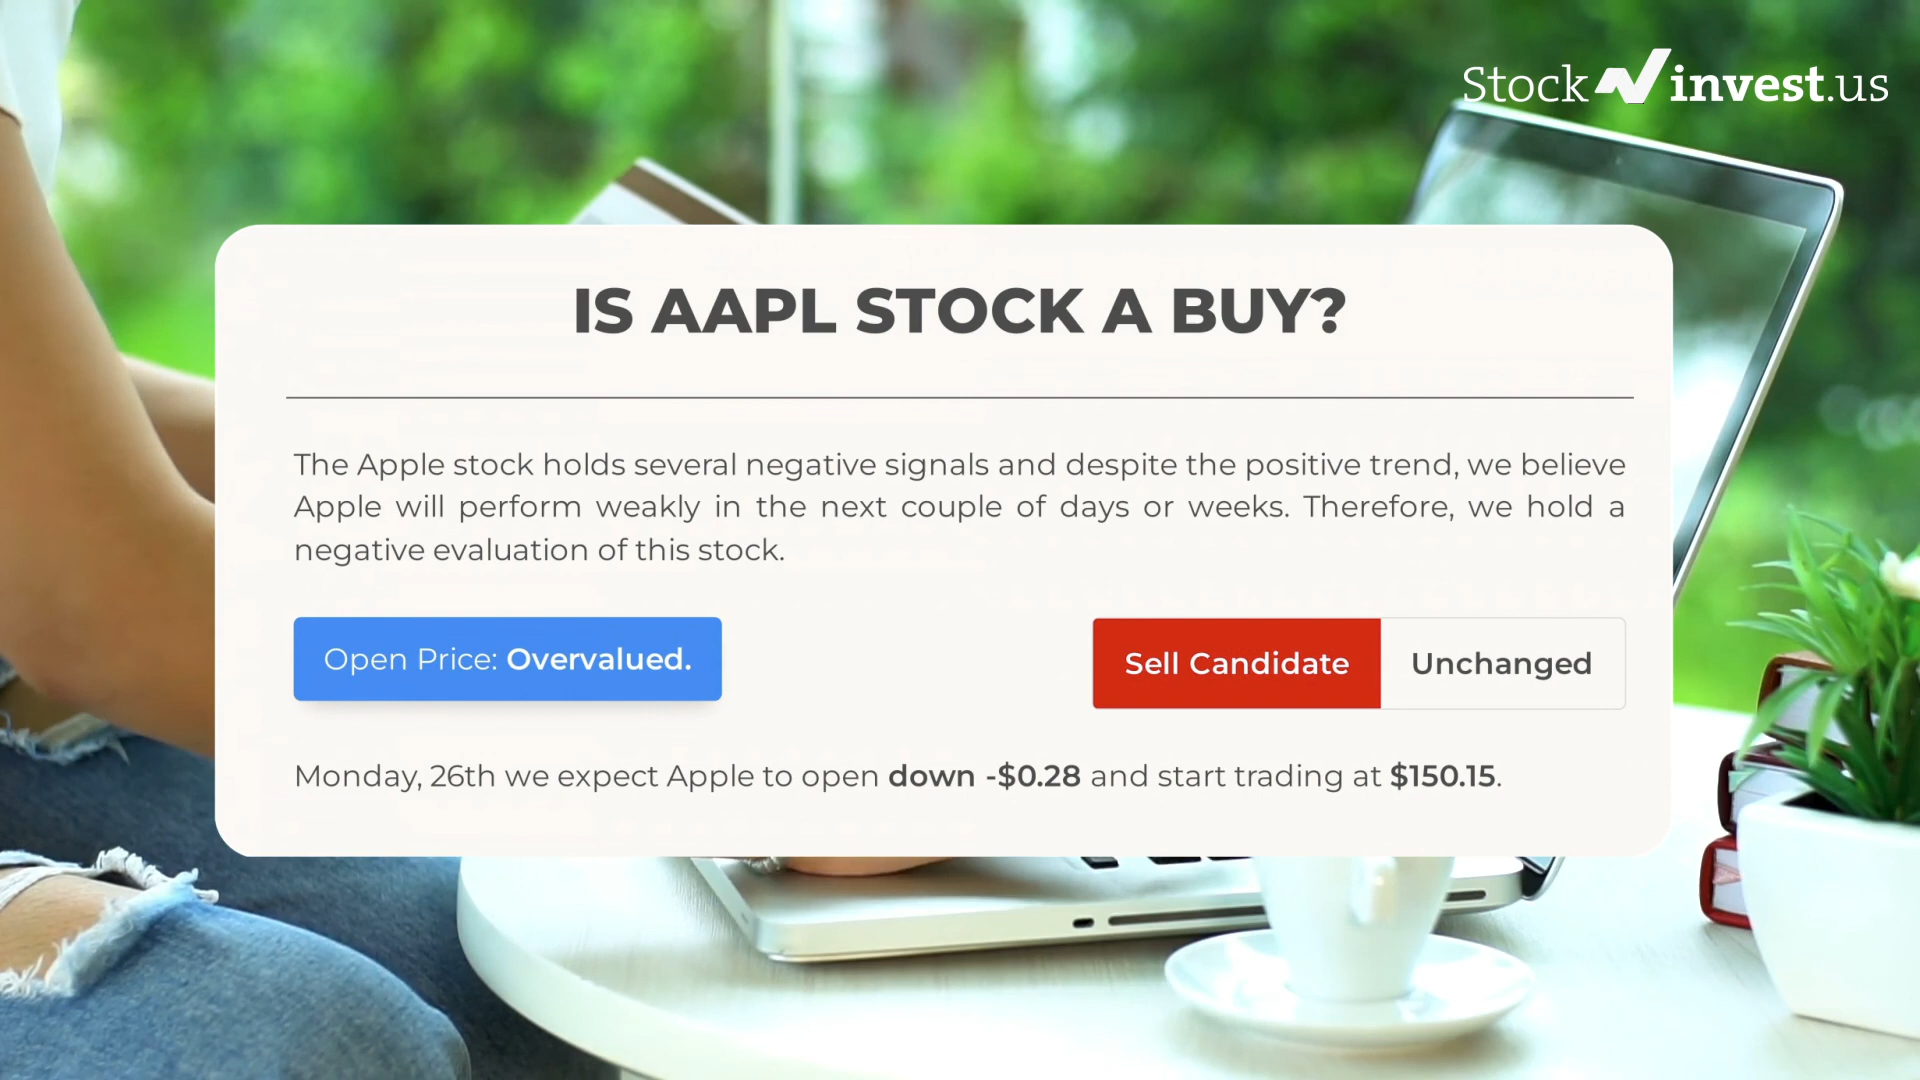 Stock invest.us
IS AAPL STOCK A BUY?
The Apple stock holds several negative signals and despite the positive trend, we believe
Apple will perform weakly in the next couple of days or weeks. Therefore, we hold a
negative evaluation of this stock.
Open Price: Overvalued.
Sell Candidate Unchanged
Monday, 26th we expect Apple to open down -$0.28 and start trading at $150.15.